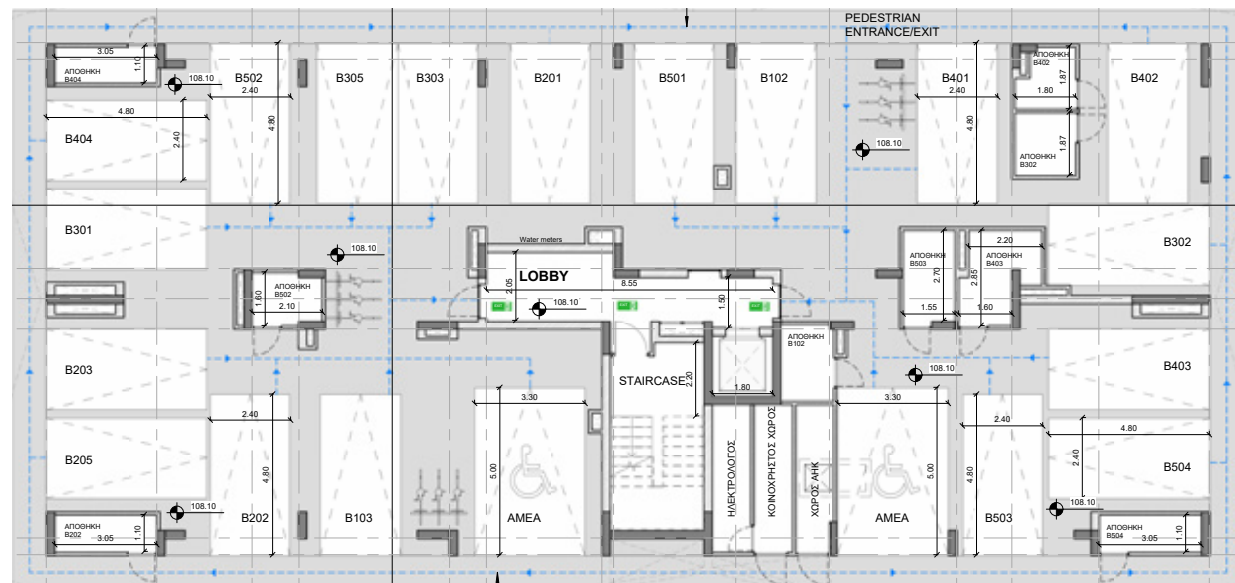 PEDESTRIAN
ENTRANCE/EXIT
3.05
1.10
ΑΠΟΘΗΚΗ
B404
108.10
B502
2.40
4.80
B305
B303
B201
B501
B102
B401
2.40
4.80
ΑΠΟΘΗΚΗ
B402
1.87
1.80
ΑΠΟΘΗΚΗ
B302
1.87
B402
4.80
B404
2.40
108.10
B301
108.10
Water meters
LOBBY
2.05
8.55
1.50
EXIT
108.10
EXIT
EXIT
ΑΠΟΘΗΚΗ
B503
2.70
1.55
2.20
ΑΠΟΘΗΚΗ
B403
2.85
1.60
B302
1.60
ΑΠΟΘΗΚΗ
B502
2.10
ΑΠΟΘΗΚΗ
B102
B203
STAIRCASE
2.20
1.80
108.10
B403
2.40
4.80
3.30
5.00
3.30
5.00
2.40
4.80
4.80
2.40
B205
B504
ΗΛΕΚΤΡΟΛΟΓΟΣ
ΚΟΙΝΟΧΡΗΣΤΟΣ ΧΩΡΟΣ
ΧΩΡΟΣ ΑΗΚ
108.10
108.10
B202
B103
ΑΜΕΑ
ΑΜΕΑ
B503
ΑΠΟΘΗΚΗ
B202
1.10
3.05
ΑΠΟΘΗΚΗ
B504
1.10
3.05